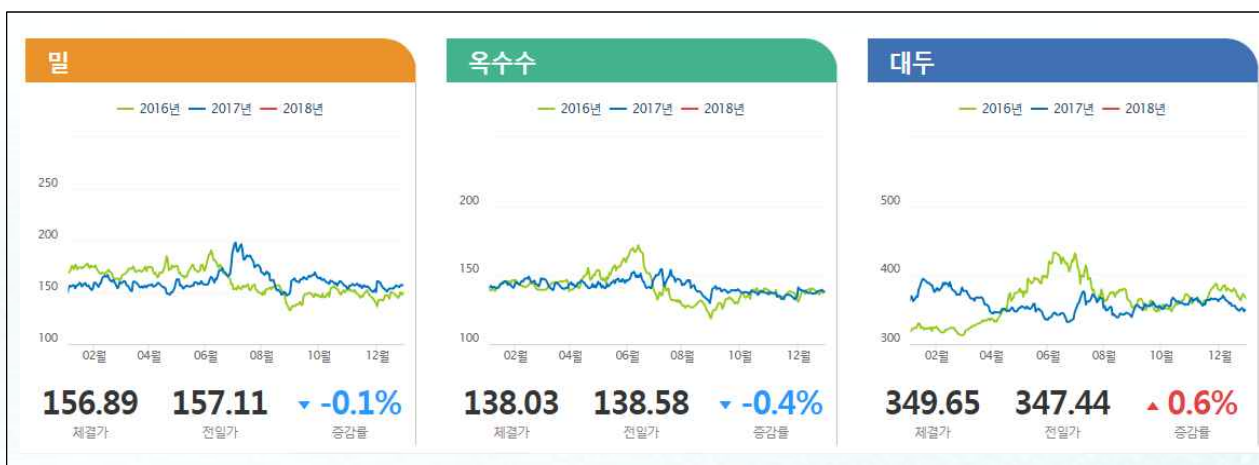 밀
2016년 2017년 2018년
250
200
150
100
02월 04월 06월 08월 10월 12월
156.89 157.11 ▼ -0.1%
체결가 전일가 증감률
옥수수
2016년 2017년 2018년
200
150
100
02월 04월 06월 08월 10월 12월
138.03 138.58 ▼ -0.4%
체결가 전일가 증감률
대두
2016년 2017년 2018년
500
400
300
02월 04월 06월 08월 10월 12월
349.65 347.44 ▲ 0.6%
체결가 전일가 증감률